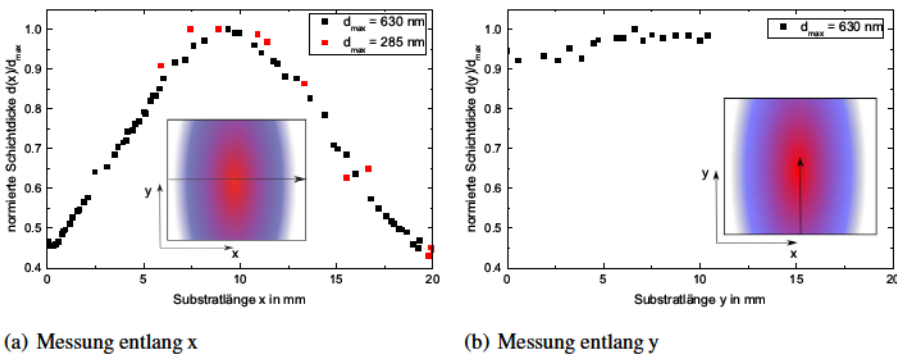 d_max = 630 nm
d_max = 285 nm
normierte Schichtdicke d(x)/d_max
1.0
0.9
0.8
0.7
0.6
0.5
0.4
y
x
0
5
10
15
20
Substratlänge x in mm
(a) Messung entlang x
d_max = 630 nm
normierte Schichtdicke d(y)/d_max
1.0
0.9
0.8
0.7
0.6
0.5
0.4
y
x
0
5
10
15
20
Substratlänge y in mm
(b) Messung entlang y